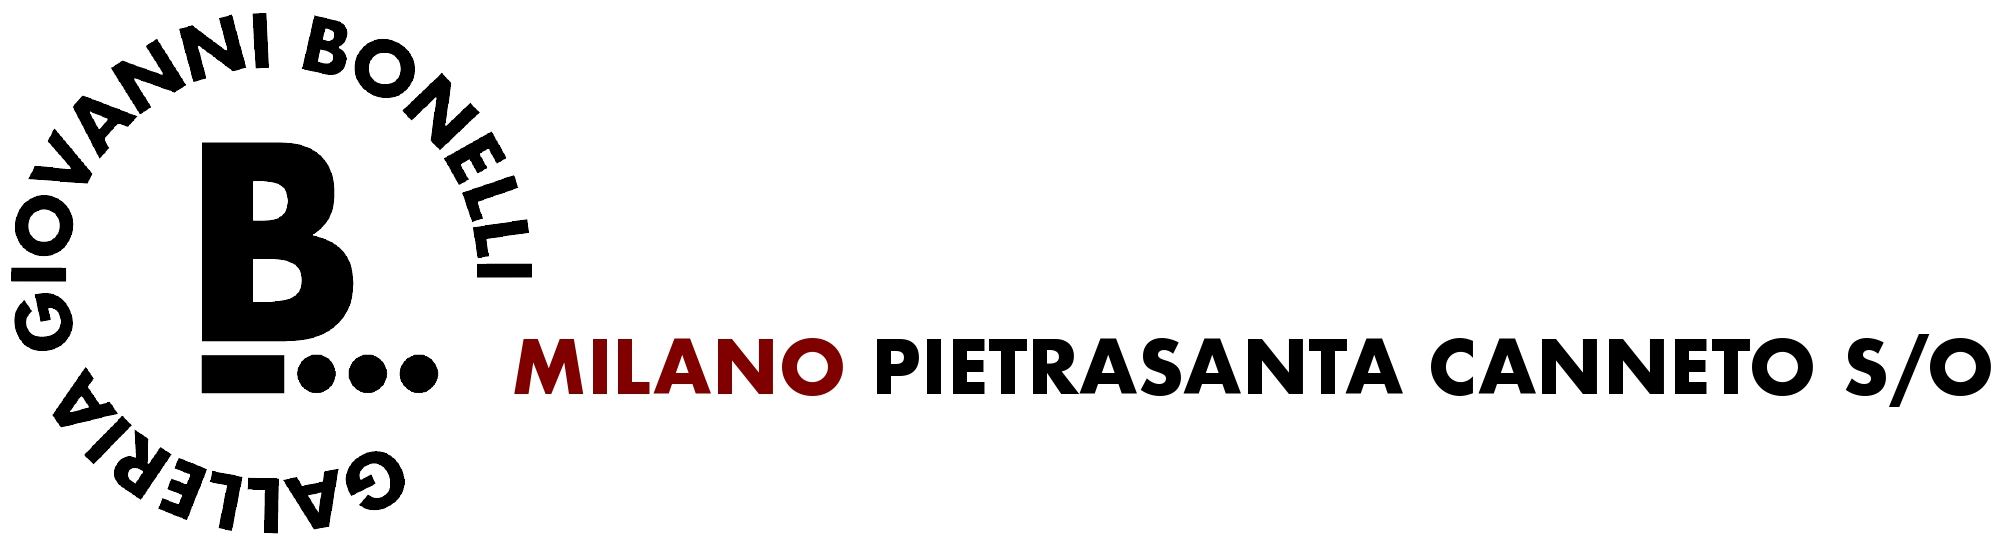 GALLERIA GIOVANNI BONELLI
B
MILANO PIETRASANTA CANNETO S/O